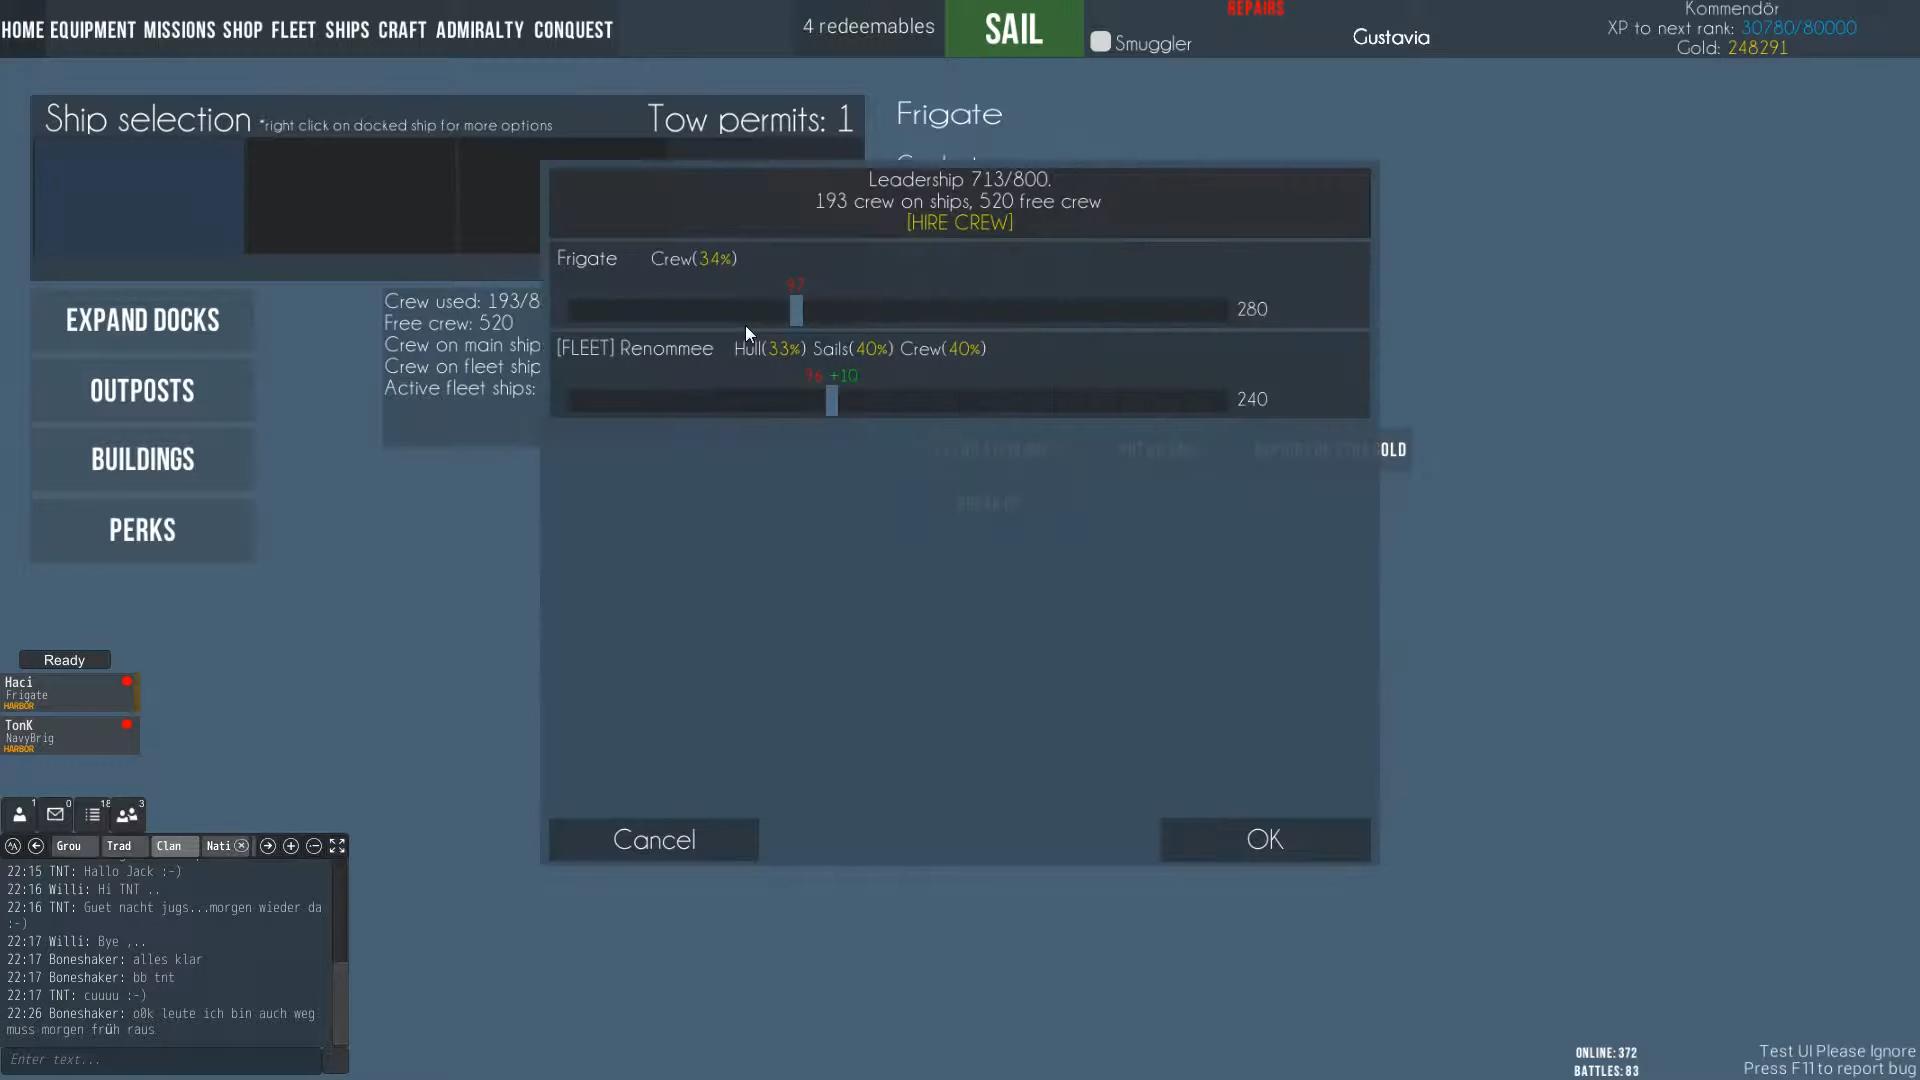 HOME EQUIPMENT MISSIONS SHOP FLEET SHIPS CRAFT ADMIRALTY CONQUEST
4 redeemables
SAIL
Smuggler
REPAIRS
Gustavia
Kommendör
XP to next rank: 30780/80000
Gold: 248291
Ship selection *right click on docked ship for more options
Tow permits: 1
Frigate
Leadership 713/800.
193 crew on ships, 520 free crew
[HIRE CREW]
Frigate Crew(34%)
97
280
[FLEET] Renommee Hull(33%) Sails(40%) Crew(40%)
96 +10
240
Cancel
OK
EXPAND DOCKS
OUTPOSTS
BUILDINGS
PERKS
Crew used: 193/8
Free crew: 520
Crew on main ship
Crew on fleet ship
Active fleet ships:
OLD
Ready
Haci
Frigate
HARBOR
TonK
NavyBrig
HARBOR
1 0 18 3
Grou Trad Clan Nati
22:15 TNT: Hallo Jack :-)
22:16 Willi: Hi TNT ..
22:16 TNT: Guet nacht jugs...morgen wieder da
:-)
22:17 Willi: Bye ,..
22:17 Boneshaker: alles klar
22:17 Boneshaker: bb tnt
22:17 TNT: cuuuu :-)
22:26 Boneshaker: o0k leute ich bin auch weg
muss morgen früh raus
Enter text...
ONLINE: 372
BATTLES: 83
Test UI Please Ignore
Press F11 to report bug